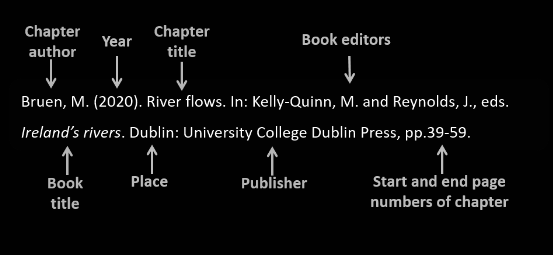 Chapter
author
Year
Chapter
title
Book editors
Bruen, M. (2020). River flows. In: Kelly-Quinn, M. and Reynolds, J., eds.
Ireland’s rivers. Dublin: University College Dublin Press, pp.39-59.
Book
title
Place
Publisher
Start and end page
numbers of chapter